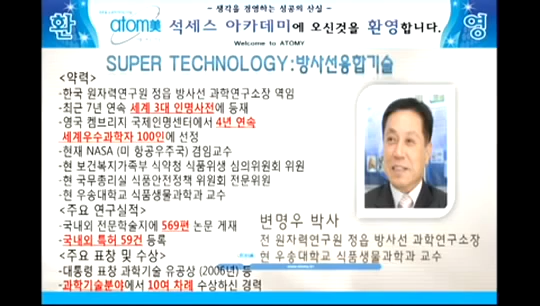 - 생각을 경영하는 성공의 산실 -
환 atom美 석세스 아카데미에 오신것을 환영합니다. 영
Welcome to ATOMY
SUPER TECHNOLOGY:방사선융합기술
<약력>
-한국 원자력연구원 정읍 방사선 과학연구소장 역임
-최근 7년 연속 세계 3대 인명사전에 등재
-영국 켐브리지 국제인명센터에서 4년 연속
세계우수과학자 100인에 선정
-현재 NASA (미 항공우주국) 겸임교수
-현 보건복지가족부 식약청 식품위생 심의위원회 위원
-현 국무총리실 식품안전정책 위원회 전문위원
-현 우송대학교 식품생물과학과 교수
<주요 연구실적>
-국내외 전문학술지에 569편 논문 게재
-국내외 특허 59건 등록
<주요 표창 및 수상>
-대통령 표창 과학기술 유공상 (2006년) 등
-과학기술분야에서 10여 차례 수상하신 경력
변명우 박사
전 원자력연구원 정읍 방사선 과학연구소장
현 우송대학교 식품생물과학과 교수